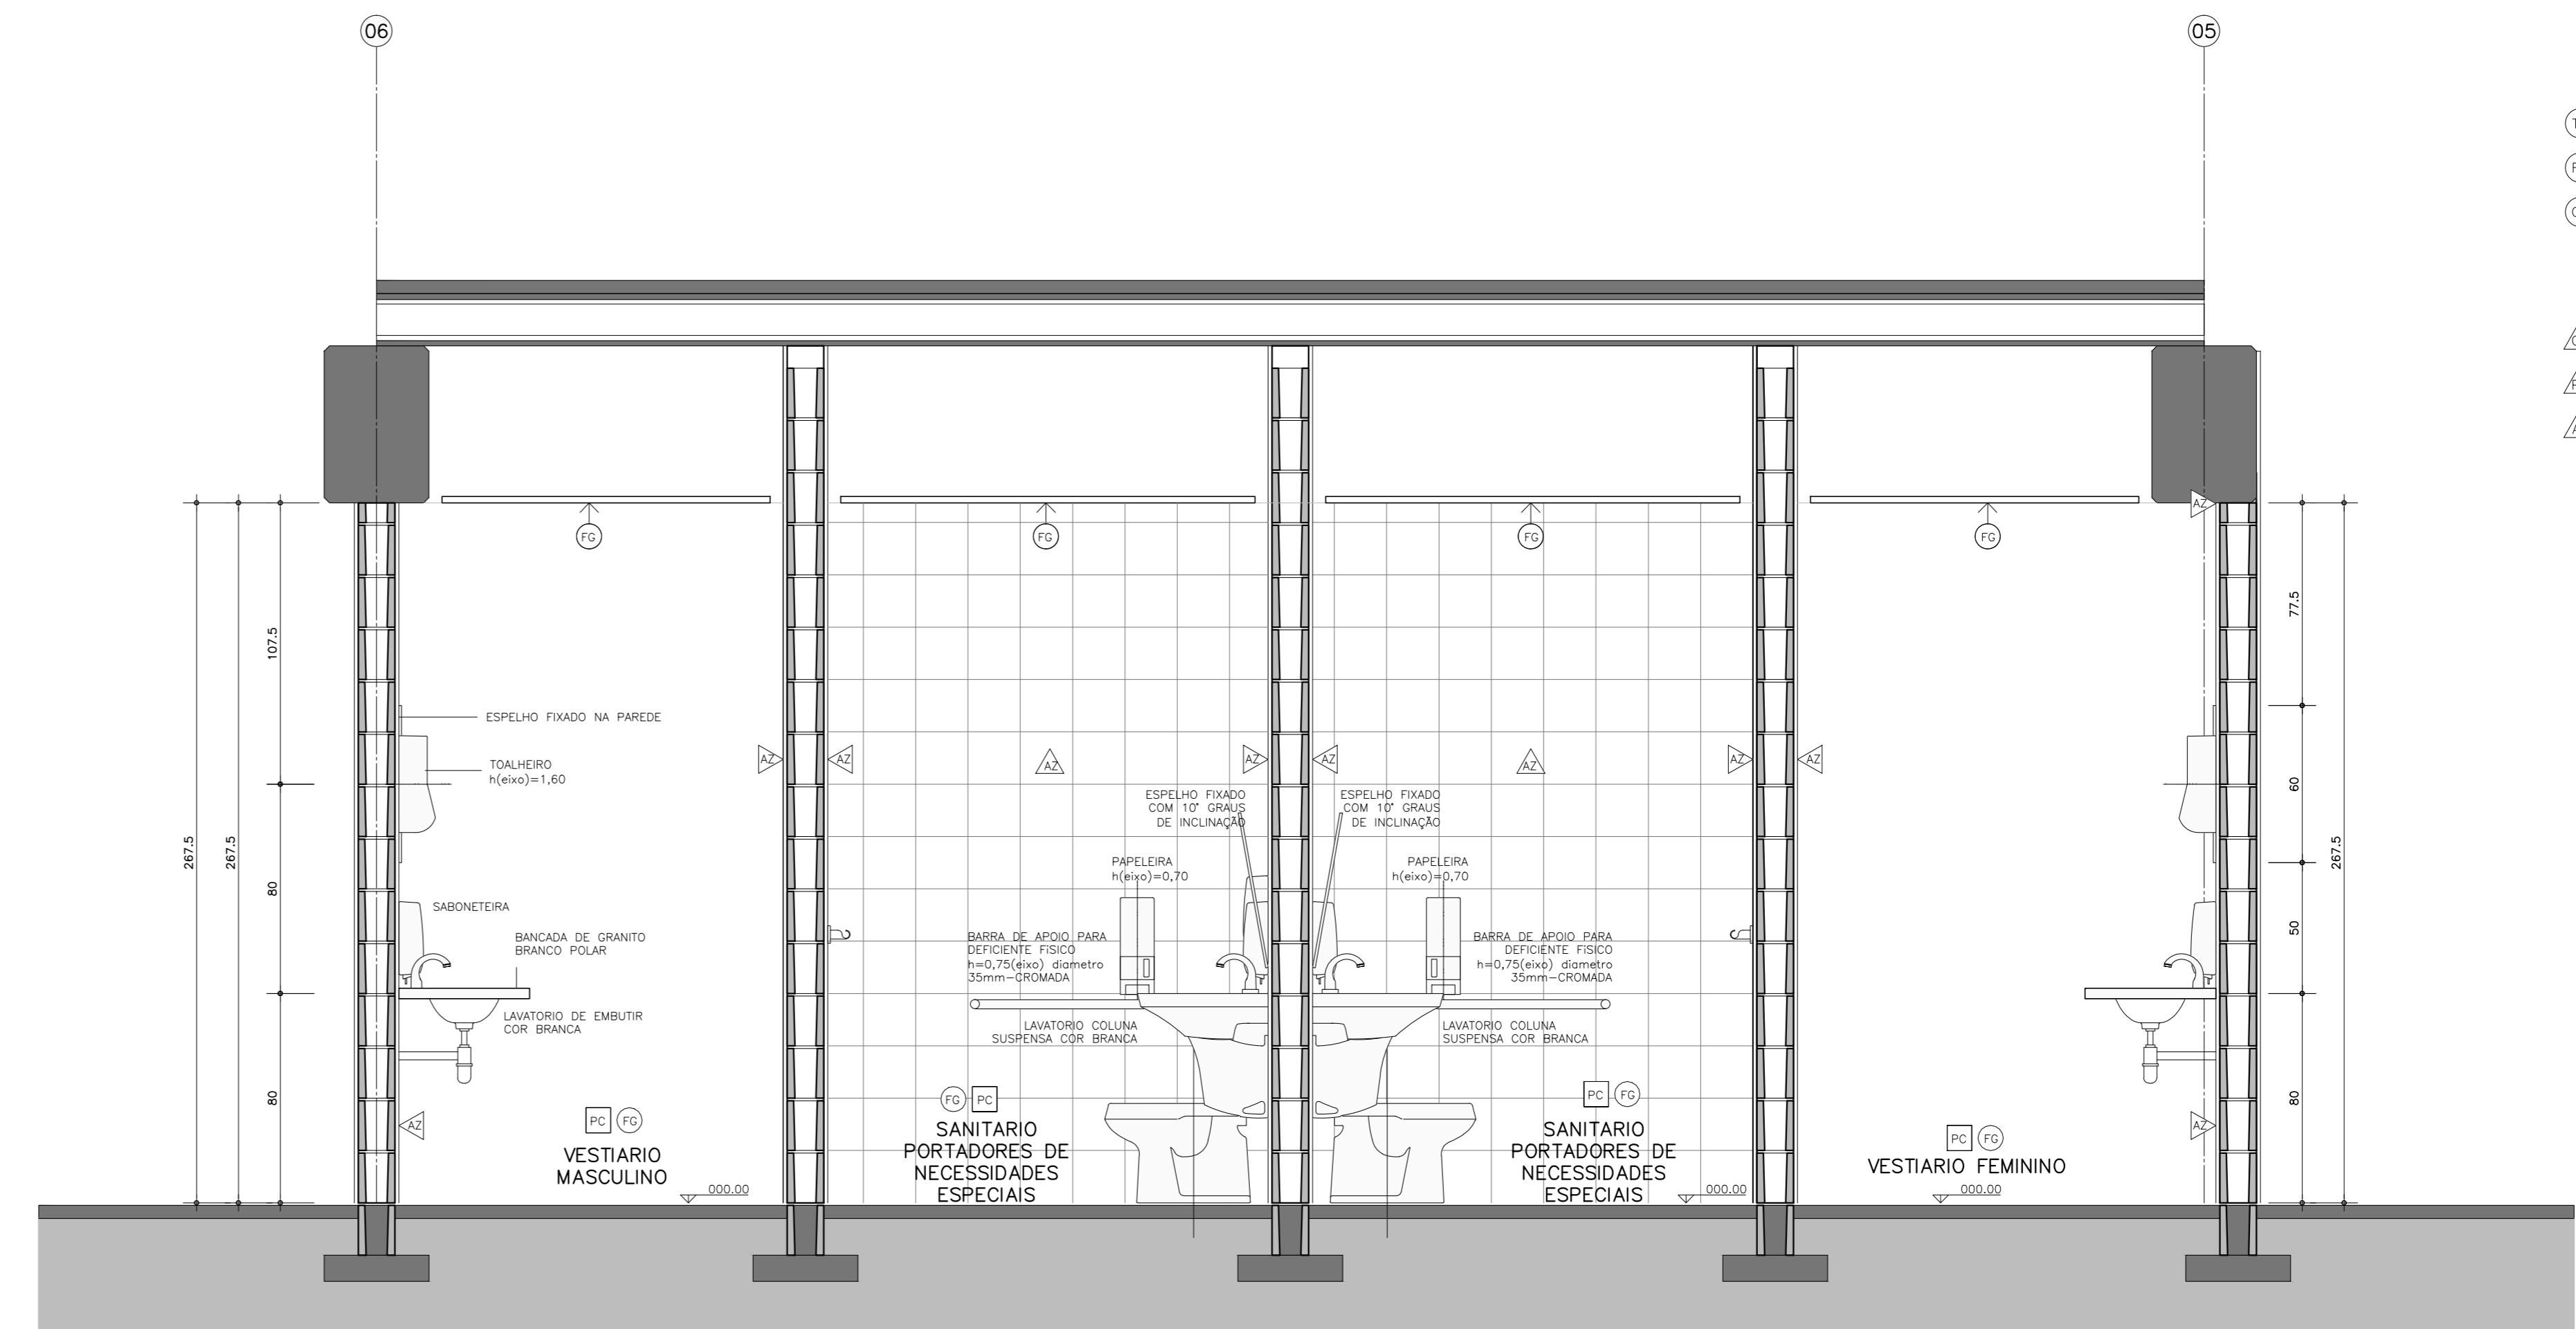 06
05
FG
FG
FG
FG
AZ
107.5
77.5
ESPELHO FIXADO NA PAREDE
TOALHEIRO
h(eixo)=1,60
AZ
AZ
AZ
AZ
AZ
AZ
AZ
AZ
60
ESPELHO FIXADO
COM 10° GRAUS
DE INCLINAÇÃO
ESPELHO FIXADO
COM 10° GRAUS
DE INCLINAÇÃO
267.5
267.5
80
267.5
PAPELEIRA
h(eixo)=0,70
PAPELEIRA
h(eixo)=0,70
SABONETEIRA
50
BANCADA DE GRANITO
BRANCO POLAR
BARRA DE APOIO PARA
DEFICIENTE FíSICO
h=0,75(eixo) diametro
35mm-CROMADA
BARRA DE APOIO PARA
DEFICIENTE FíSICO
h=0,75(eixo) diametro
35mm-CROMADA
LAVATORIO DE EMBUTIR
COR BRANCA
LAVATORIO COLUNA
SUSPENSA COR BRANCA
LAVATORIO COLUNA
SUSPENSA COR BRANCA
80
80
AZ
PC FG
VESTIARIO
MASCULINO
000.00
FG PC
SANITARIO
PORTADORES DE
NECESSIDADES
ESPECIAIS
PC FG
SANITARIO
PORTADORES DE
NECESSIDADES
ESPECIAIS
000.00
PC FG
VESTIARIO FEMININO
000.00
AZ